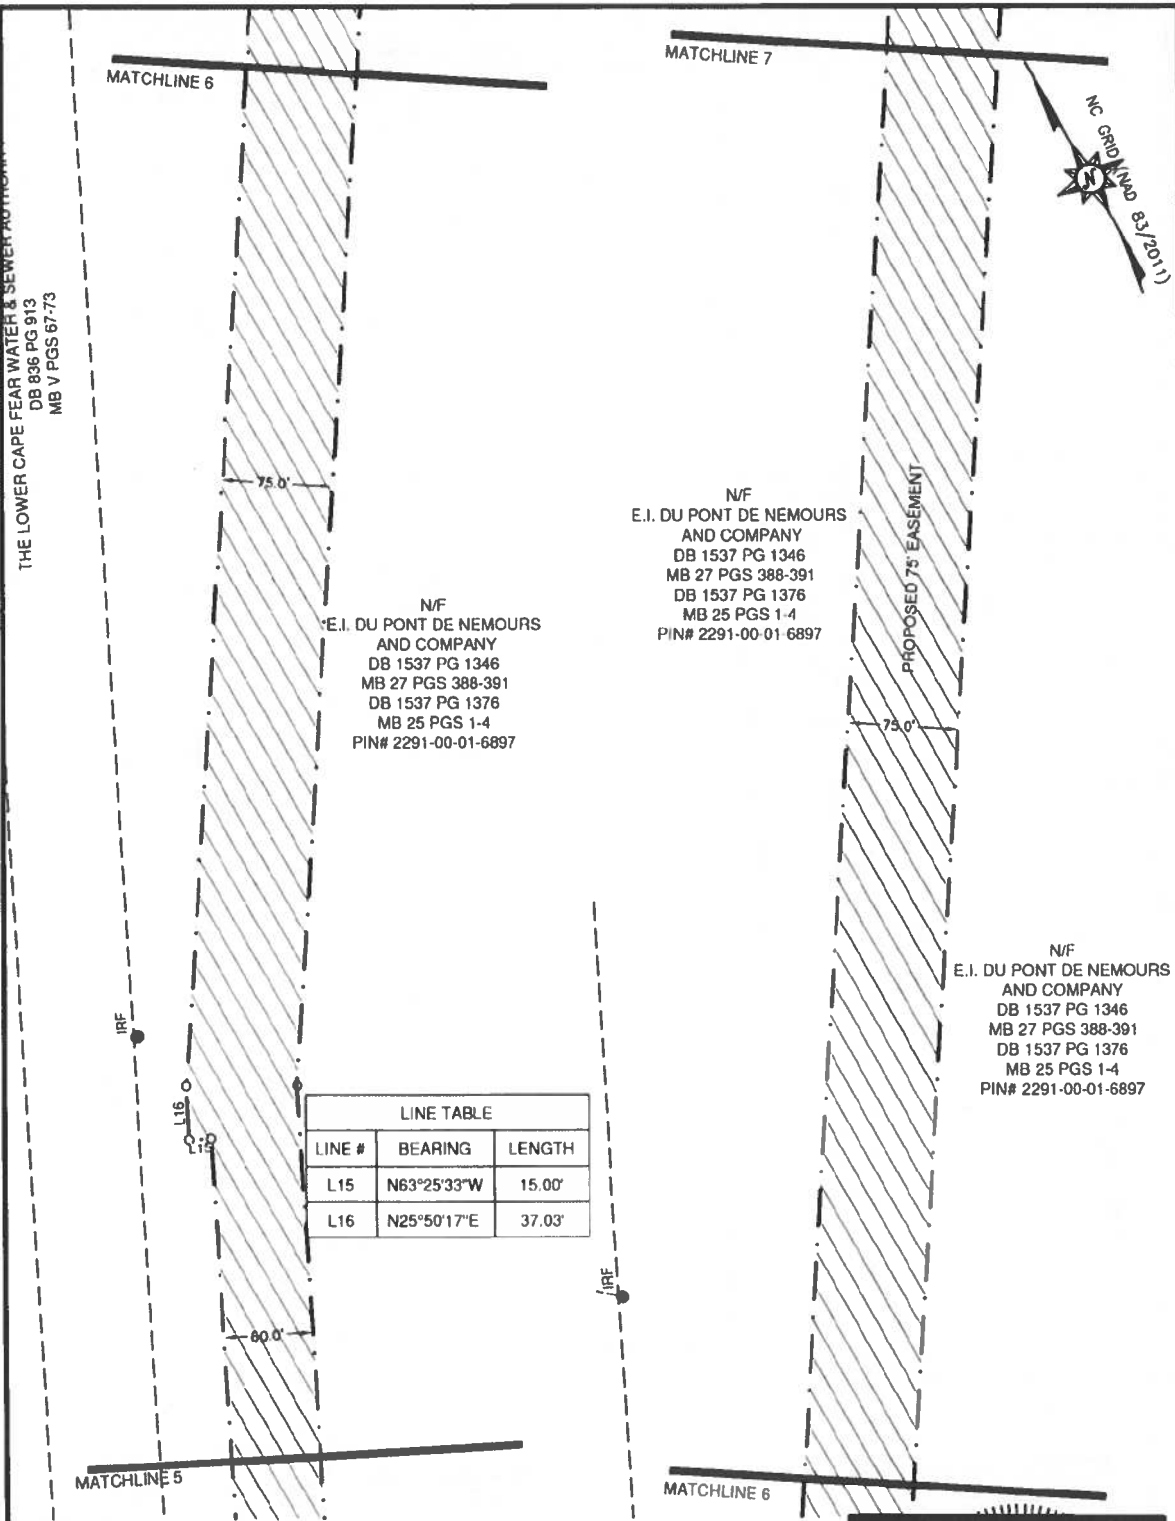 MATCHLINE 6
THE LOWER CAPE FEAR WATER & SEWER
DB 836 PG 913
MB V PGS 67-73
75.0'
N/F
E.I. DU PONT DE NEMOURS
AND COMPANY
DB 1537 PG 1346
MB 27 PGS 388-391
DB 1537 PG 1376
MB 25 PGS 1-4
PIN# 2291-00-01-6897
IRF
L16
L15
LINE TABLE
LINE # BEARING LENGTH
L15 N63°25'33"W 15.00'
L16 N25°50'17"E 37.03'
60.0'
MATCHLINE 5
MATCHLINE 7
NC GRID (NAD 83/2011)
N
N/F
E.I. DU PONT DE NEMOURS
AND COMPANY
DB 1537 PG 1346
MB 27 PGS 388-391
DB 1537 PG 1376
MB 25 PGS 1-4
PIN# 2291-00-01-6897
PROPOSED 75' EASEMENT
75.0'
N/F
E.I. DU PONT DE NEMOURS
AND COMPANY
DB 1537 PG 1346
MB 27 PGS 388-391
DB 1537 PG 1376
MB 25 PGS 1-4
PIN# 2291-00-01-6897
IRF
MATCHLINE 6